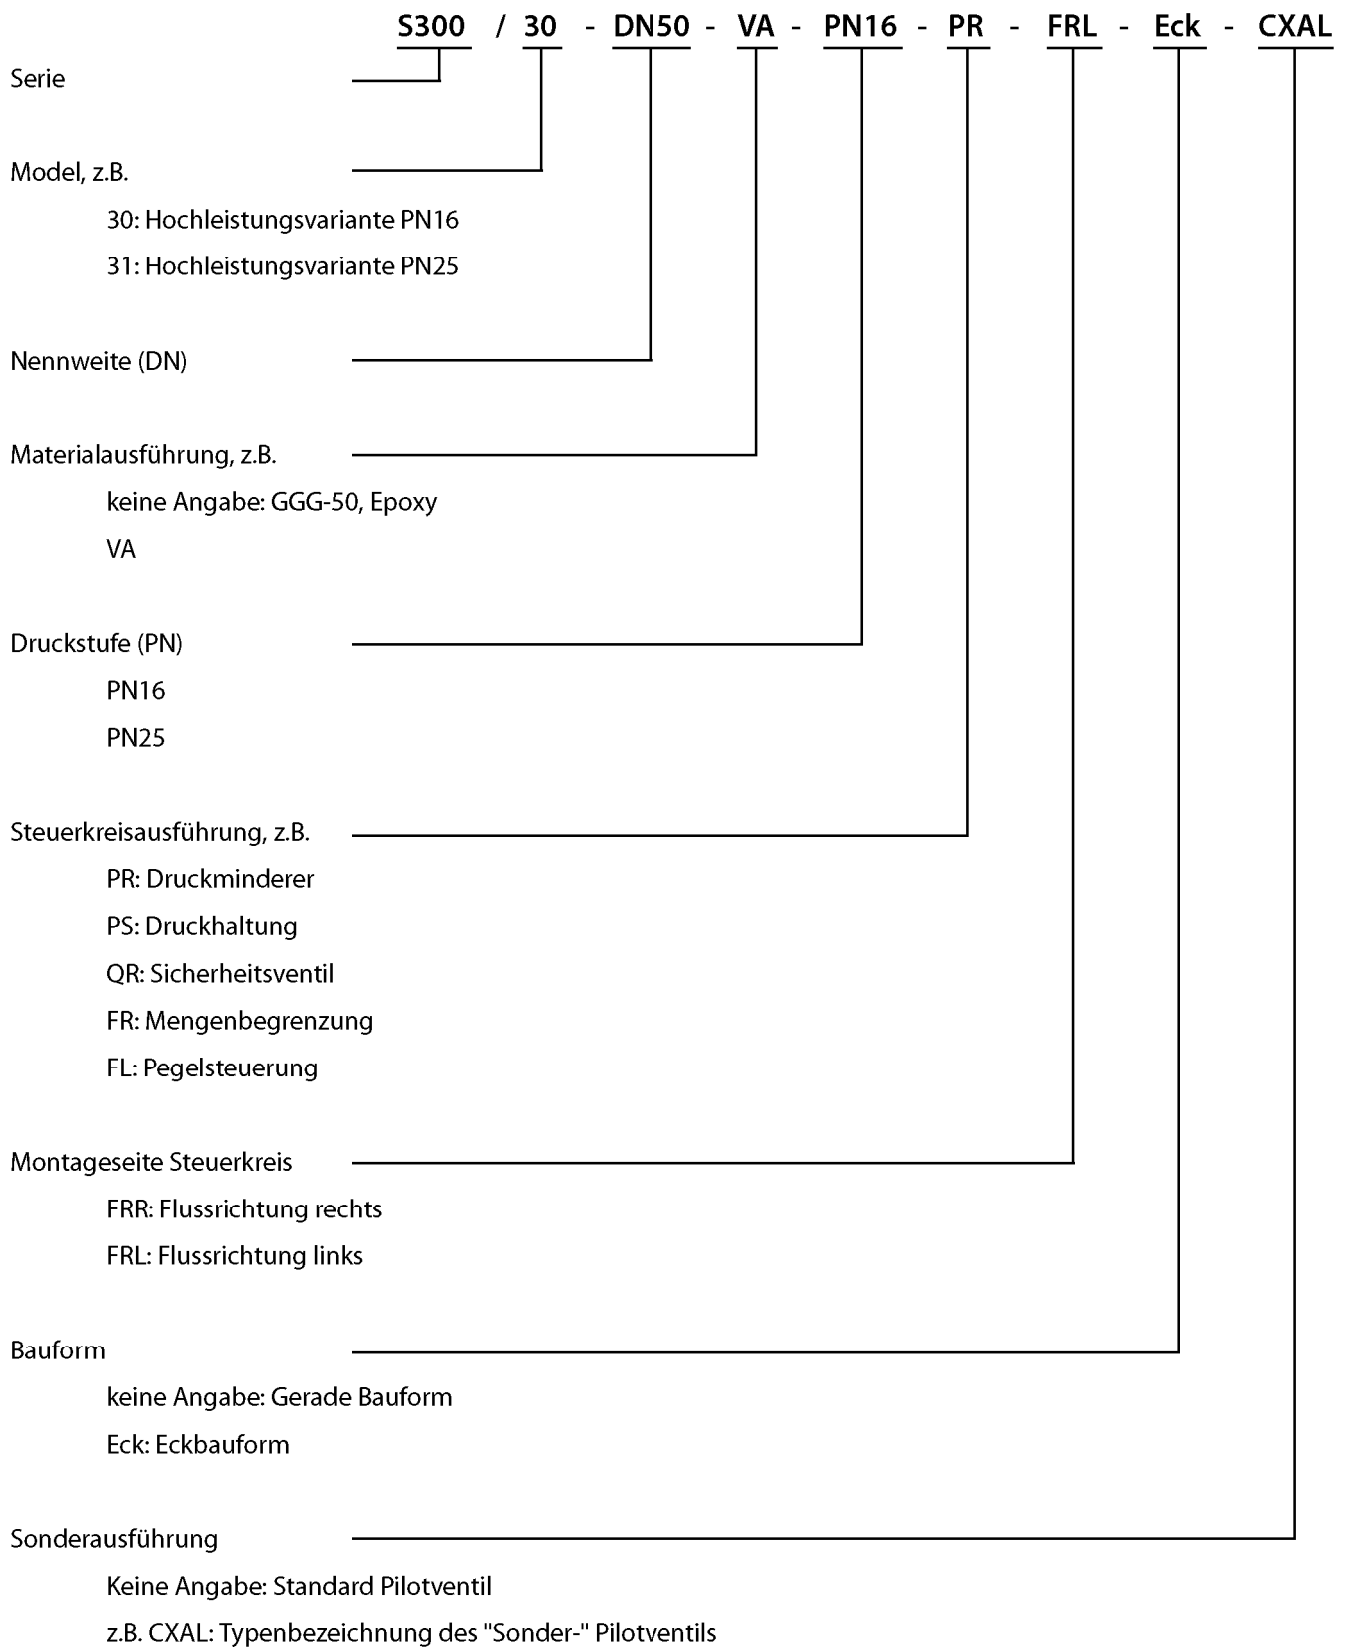 S300 / 30 - DN50 - VA - PN16 - PR - FRL - Eck - CXAL
Serie
Model, z.B.
30: Hochleistungsvariante PN16
31: Hochleistungsvariante PN25
Nennweite (DN)
Materialausführung, z.B.
keine Angabe: GGG-50, Epoxy
VA
Druckstufe (PN)
PN16
PN25
Steuerkreisausführung, z.B.
PR: Druckminderer
PS: Druckhaltung
QR: Sicherheitsventil
FR: Mengenbegrenzung
FL: Pegelsteuerung
Montageseite Steuerkreis
FRR: Flussrichtung rechts
FRL: Flussrichtung links
Bauform
keine Angabe: Gerade Bauform
Eck: Eckbauform
Sonderausführung
Keine Angabe: Standard Pilotventil
z.B. CXAL: Typenbezeichnung des "Sonder-" Pilotventils